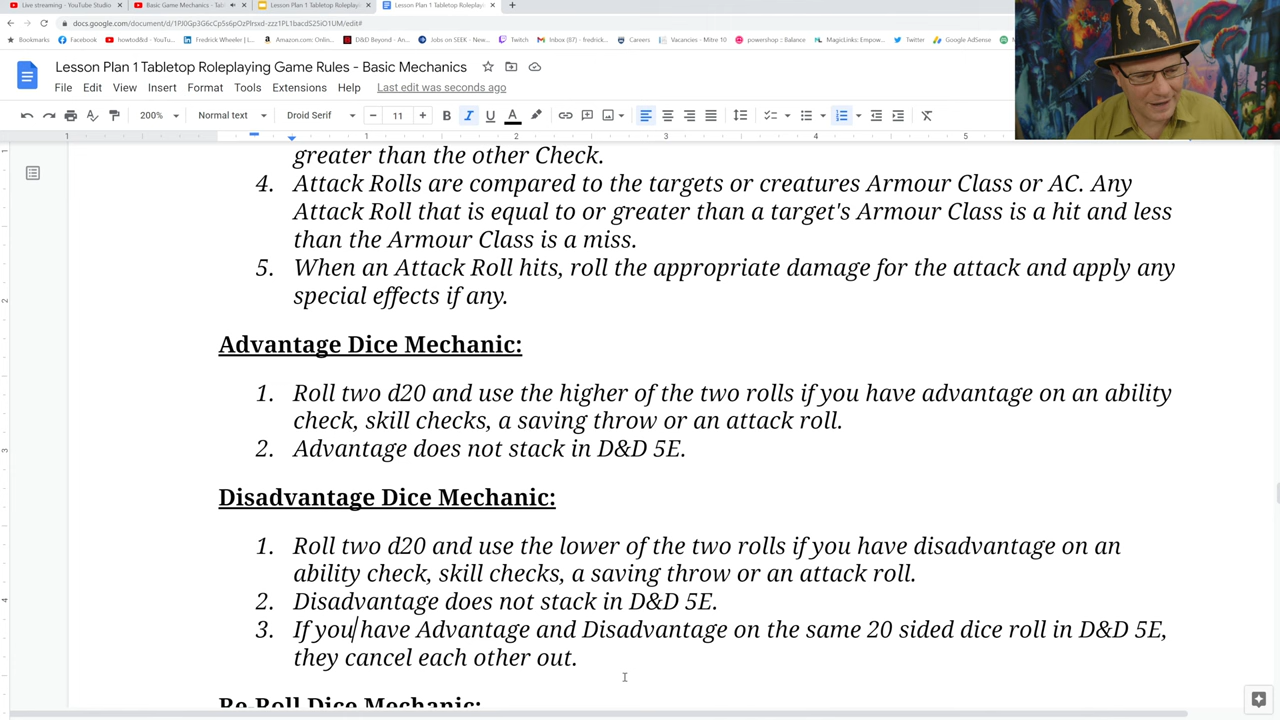 Live streaming - YouTube Studio
Basic Game Mechanics - Tab
Lesson Plan 1 Tabletop Roleplay
Lesson Plan 1 Tabletop Roleplayi
Bookmarks
Facebook
howtod&d - YouTu...
Fredrick Wheeler | L...
Amazon.com: Onlin...
D&D Beyond - An...
Jobs on SEEK - New...
Twitch
Inbox (87) - fredrick...
Careers
Vacancies - Mitre 10
powershop :: Balance
MagicLinks: Empow...
Twitter
Google AdSense
Lesson Plan 1 Tabletop Roleplaying Game Rules - Basic Mechanics
File Edit View Insert Format Tools Extensions Help Last edit was seconds ago
200% Normal text Droid Serif 11 B I U A
1 1 2 3 4 5
greater than the other Check.
4. Attack Rolls are compared to the targets or creatures Armour Class or AC. Any
Attack Roll that is equal to or greater than a target's Armour Class is a hit and less
than the Armour Class is a miss.
5. When an Attack Roll hits, roll the appropriate damage for the attack and apply any
special effects if any.
Advantage Dice Mechanic:
1. Roll two d20 and use the higher of the two rolls if you have advantage on an ability
check, skill checks, a saving throw or an attack roll.
2. Advantage does not stack in D&D 5E.
Disadvantage Dice Mechanic:
1. Roll two d20 and use the lower of the two rolls if you have disadvantage on an
ability check, skill checks, a saving throw or an attack roll.
2. Disadvantage does not stack in D&D 5E.
3. If you have Advantage and Disadvantage on the same 20 sided dice roll in D&D 5E,
they cancel each other out.
Re-Roll Dice Mechanic: